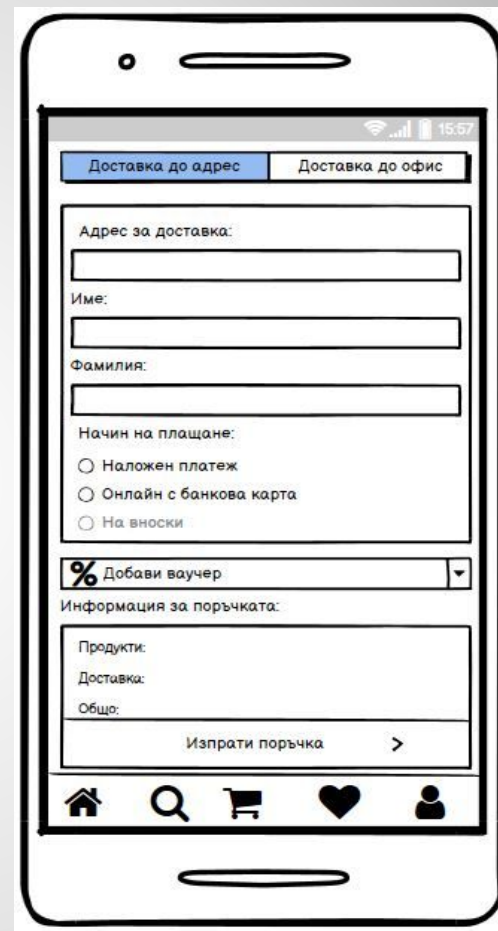 15:57
Доставка до адрес Доставка до офис
Адрес за доставка:
Име:
Фамилия:
Начин на плащане:
Наложен платеж
Онлайн с банкова карта
На вноски
% Добави ваучер
Информация за поръчката:
Продукти:
Доставка:
Общо:
Изпрати поръчка >